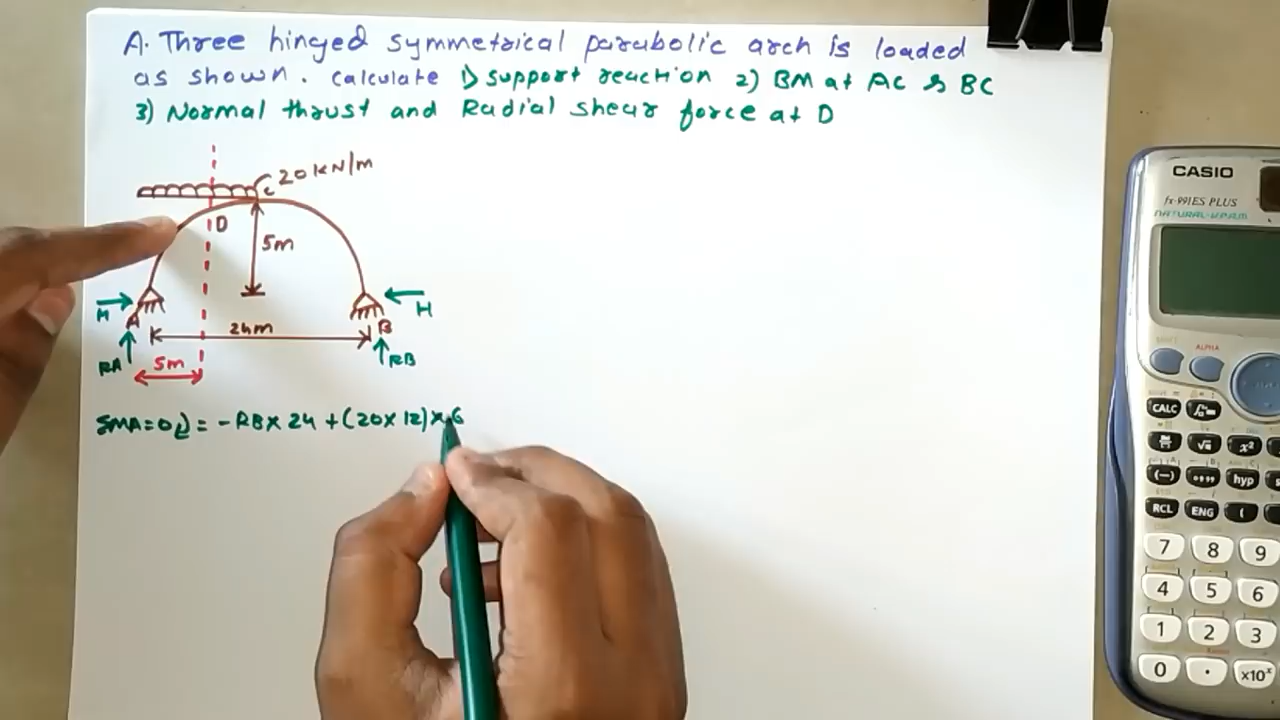 A. Three hinged symmetrical parabolic arch is loaded
as shown. calculate 1) support reaction 2) BM at AC & BC
3) Normal thrust and Radial shear force at D
20 kN/m
C
D
5m
H
H
A
B
24m
RA
RB
5m
ΣMA=0 = -RB × 24 + (20 × 12) × 6
CASIO
fx-991ES PLUS
NATURAL-V.P.A.M.
SHIFT
ALPHA
CALC
√
x²
(-)
hyp
RCL
ENG
(
7 8 9
4 5 6
1 2 3
0 · ×10ˣ